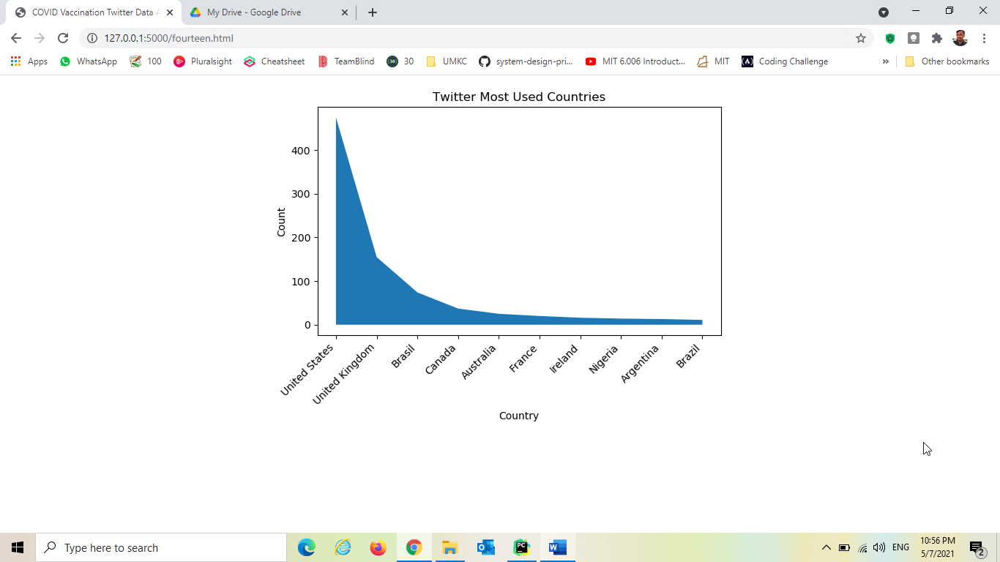 COVID Vaccination Twitter Data A
My Drive - Google Drive
127.0.0.1:5000/fourteen.html
Apps WhatsApp 100 Pluralsight Cheatsheet TeamBlind 30 UMKC system-design-pri... MIT 6.006 Introduct... MIT Coding Challenge » Other bookmarks
Twitter Most Used Countries
Count
400
300
200
100
0
United States
United Kingdom
Brasil
Canada
Australia
France
Ireland
Nigeria
Argentina
Brazil
Country
Type here to search
ENG
10:56 PM
5/7/2021
2